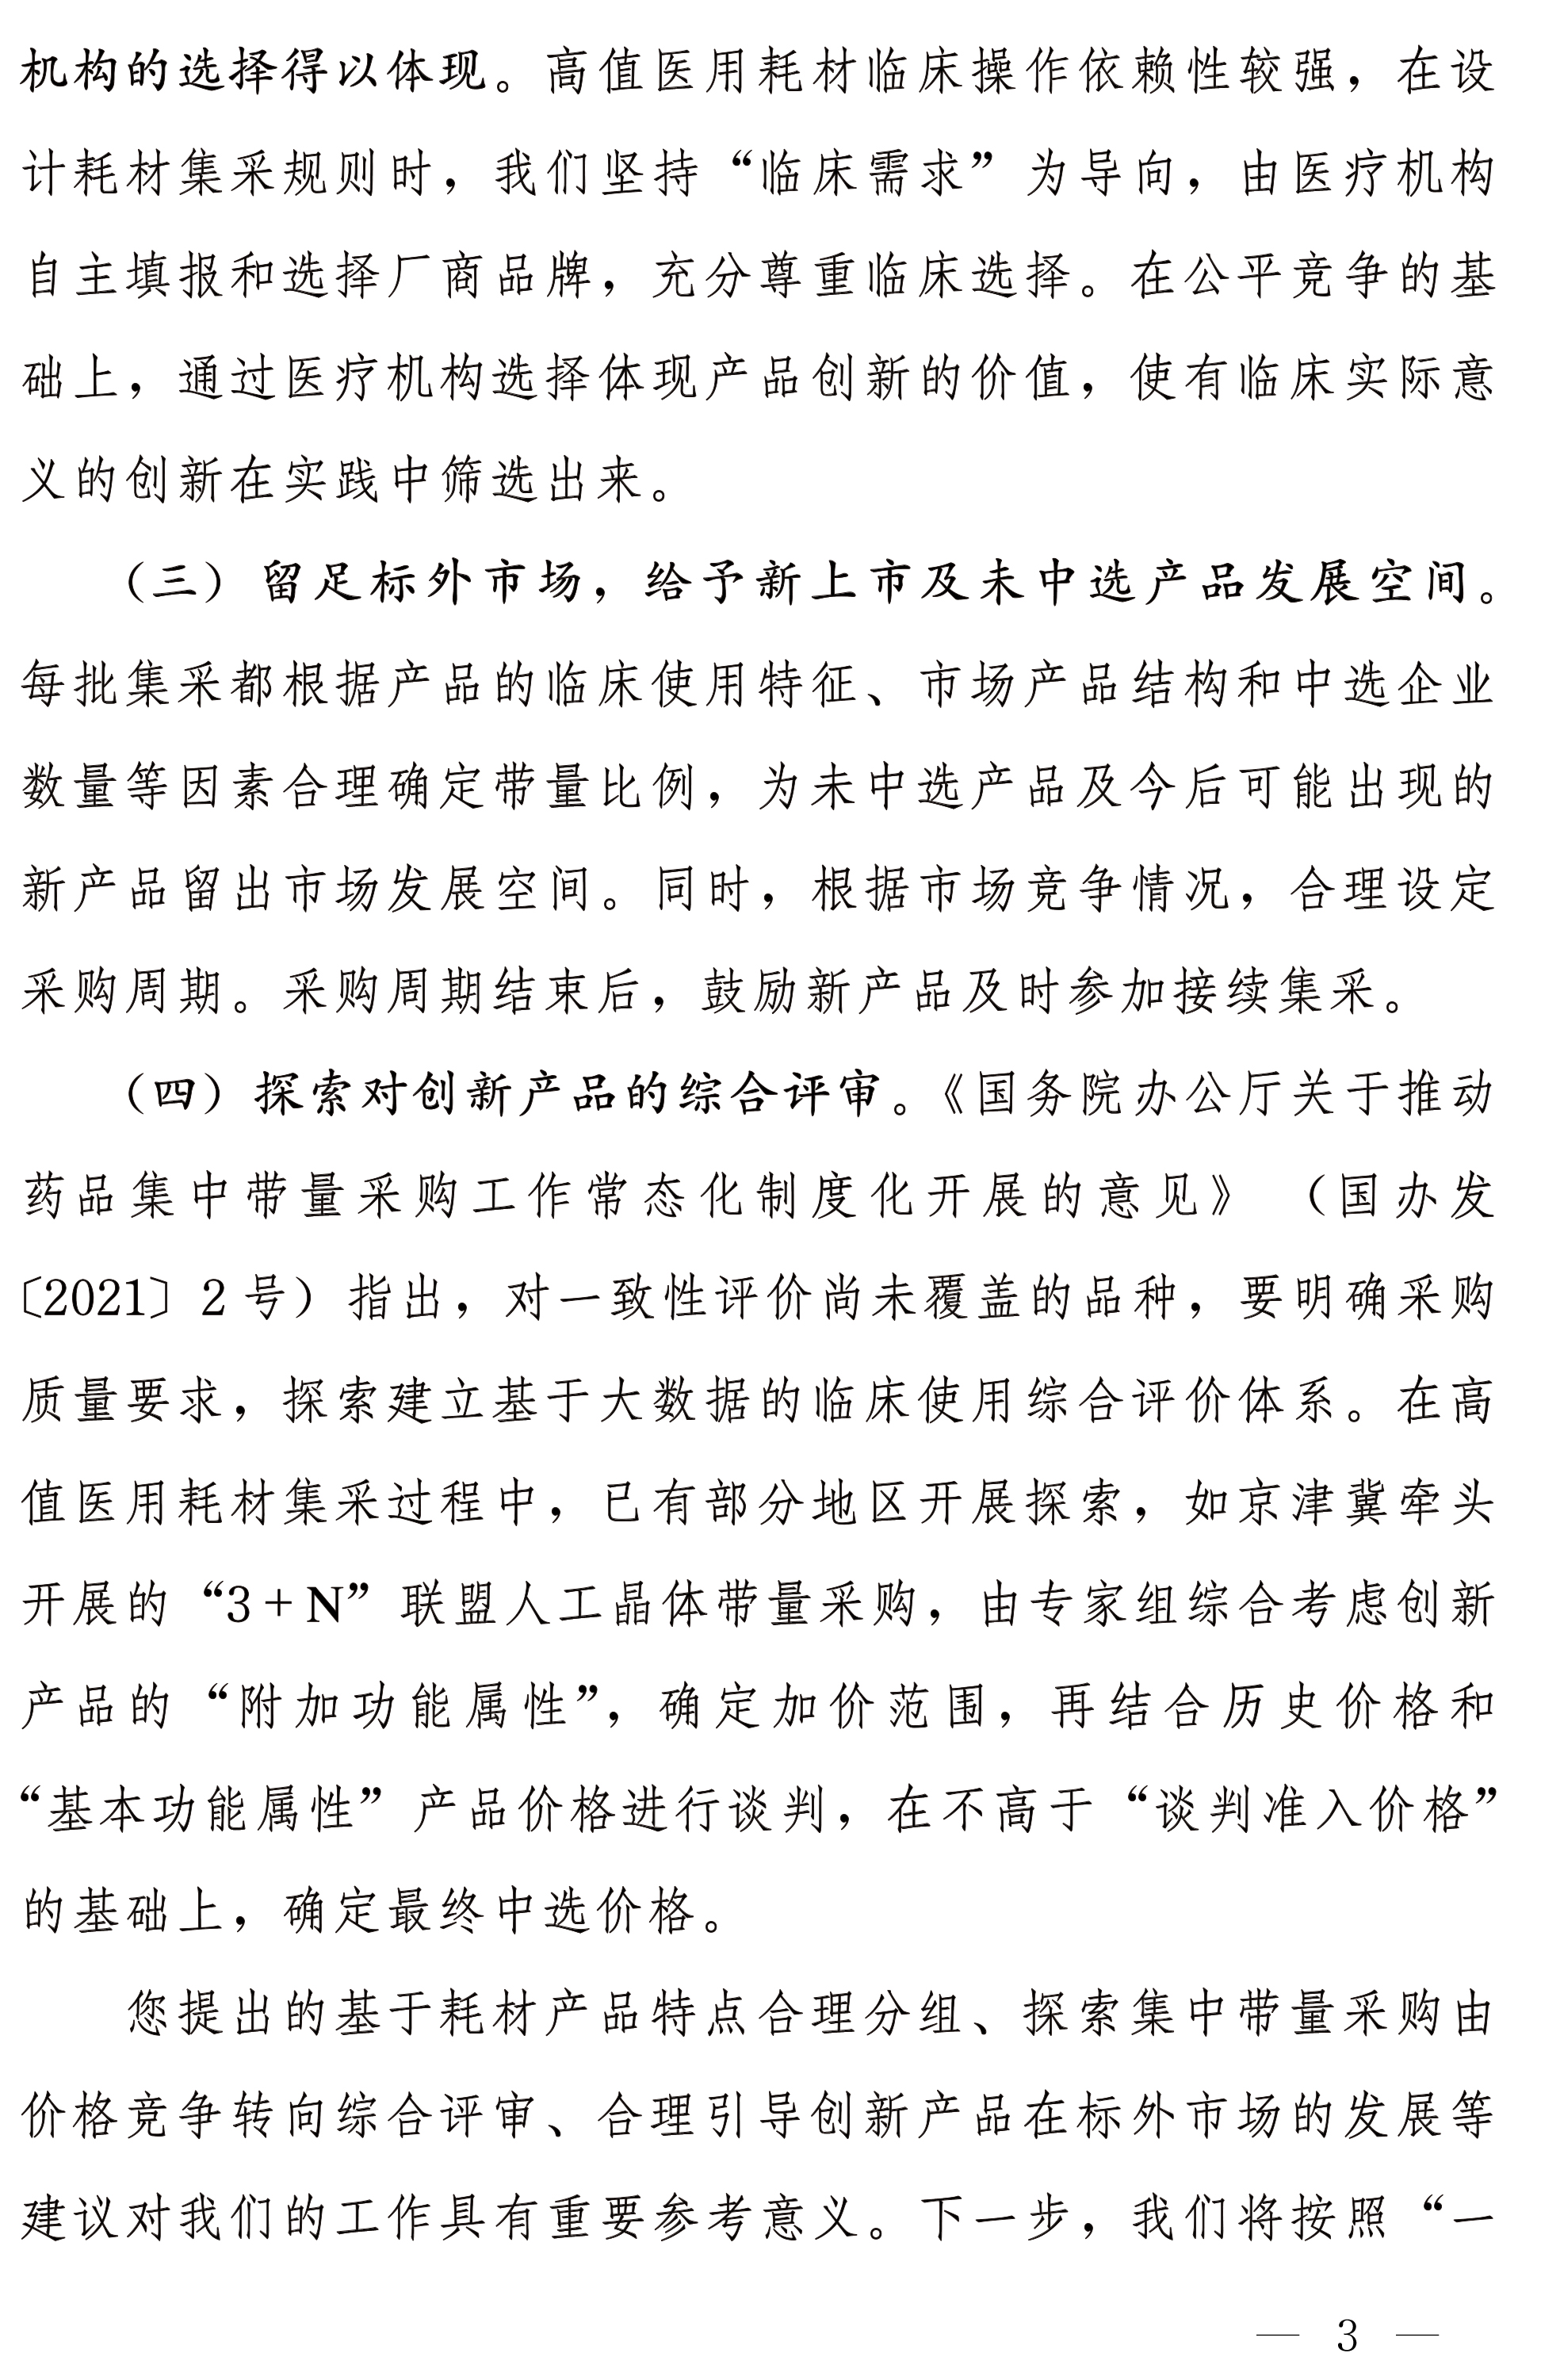 机构的选择得以体现。高值医用耗材临床操作依赖性较强，在设
计耗材集采规则时，我们坚持“临床需求”为导向，由医疗机构
自主填报和选择厂商品牌，充分尊重临床选择。在公平竞争的基
础上，通过医疗机构选择体现产品创新的价值，使有临床实际意
义的创新在实践中筛选出来。
（三）留足标外市场，给予新上市及未中选产品发展空间。
每批集采都根据产品的临床使用特征、市场产品结构和中选企业
数量等因素合理确定带量比例，为未中选产品及今后可能出现的
新产品留出市场发展空间。同时，根据市场竞争情况，合理设定
采购周期。采购周期结束后，鼓励新产品及时参加接续集采。
（四）探索对创新产品的综合评审。《国务院办公厅关于推动
药品集中带量采购工作常态化制度化开展的意见》（国办发
〔2021〕2号）指出，对一致性评价尚未覆盖的品种，要明确采购
质量要求，探索建立基于大数据的临床使用综合评价体系。在高
值医用耗材集采过程中，已有部分地区开展探索，如京津冀牵头
开展的“3+N”联盟人工晶体带量采购，由专家组综合考虑创新
产品的“附加功能属性”，确定加价范围，再结合历史价格和
“基本功能属性”产品价格进行谈判，在不高于“谈判准入价格”
的基础上，确定最终中选价格。
您提出的基于耗材产品特点合理分组、探索集中带量采购由
价格竞争转向综合评审、合理引导创新产品在标外市场的发展等
建议对我们的工作具有重要参考意义。下一步，我们将按照“一
— 3 —